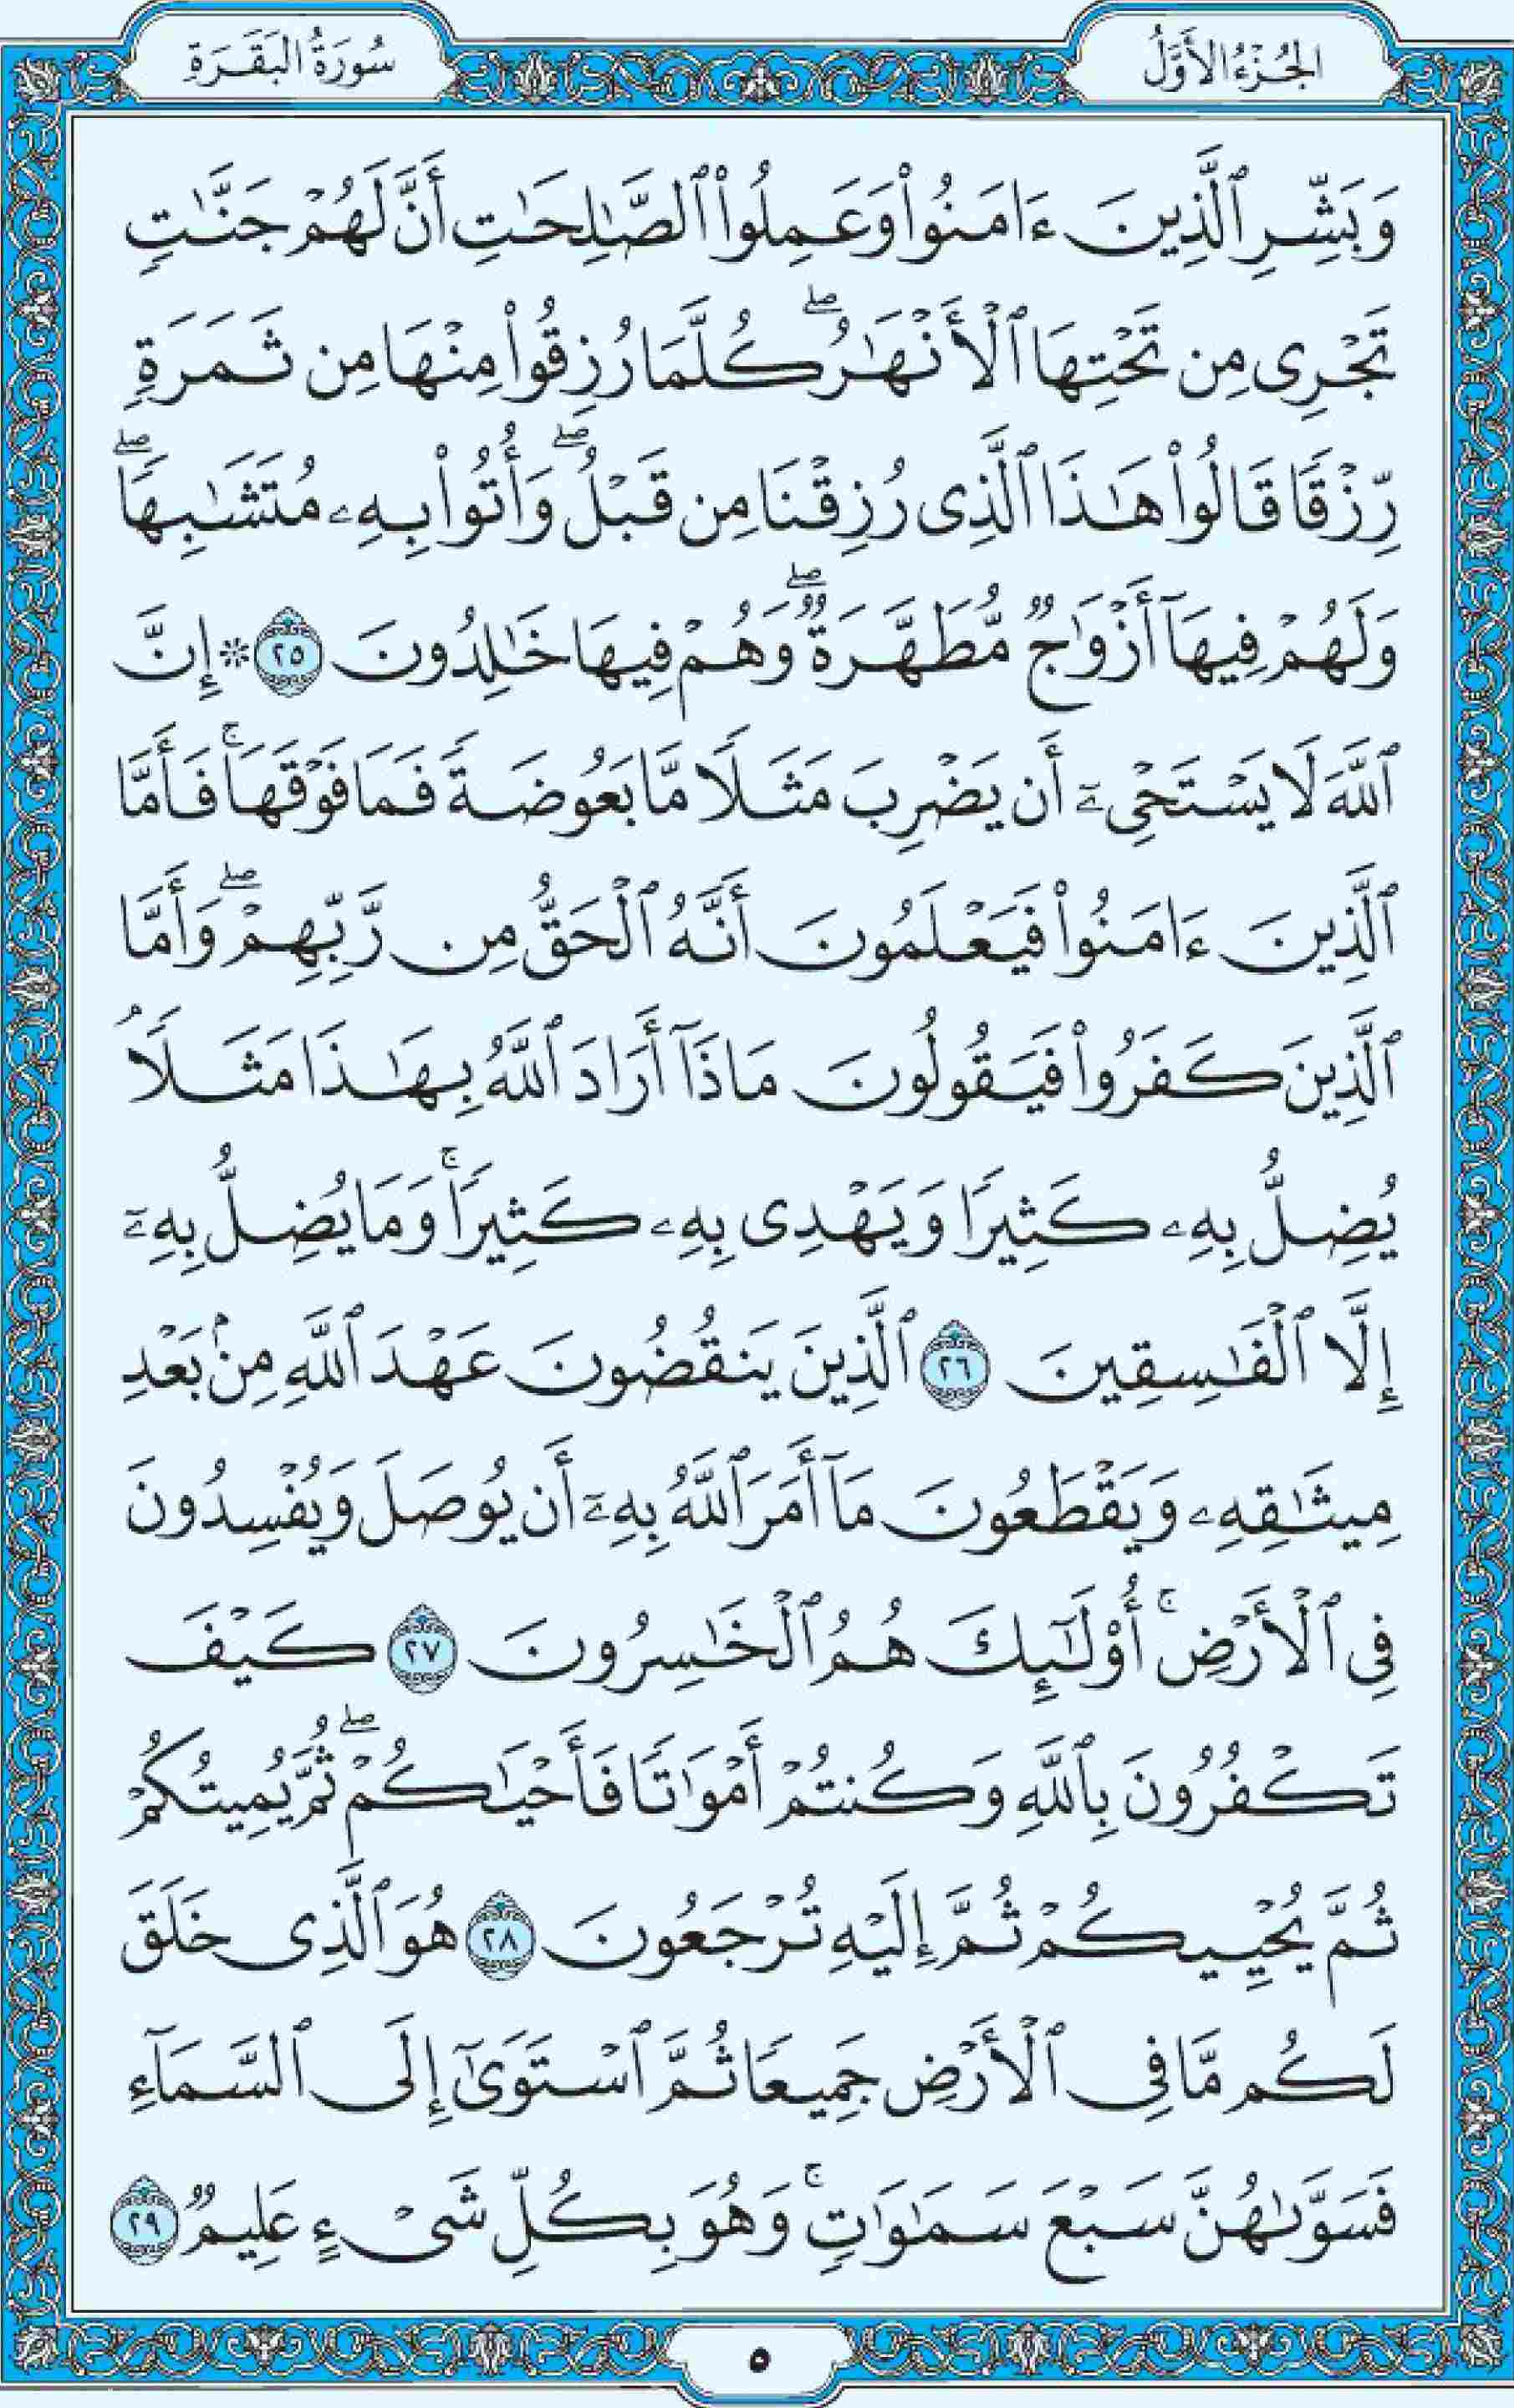 الجُزْءُ الأَوَّلُ
سُورَةُ البَقَرَةِ
وَبَشِّرِ ٱلَّذِينَ ءَامَنُوا۟ وَعَمِلُوا۟ ٱلصَّٰلِحَٰتِ أَنَّ لَهُمْ جَنَّٰتٍ
تَجْرِى مِن تَحْتِهَا ٱلْأَنْهَٰرُ ۖ كُلَّمَا رُزِقُوا۟ مِنْهَا مِن ثَمَرَةٍ
رِّزْقًا قَالُوا۟ هَٰذَا ٱلَّذِى رُزِقْنَا مِن قَبْلُ ۖ وَأُتُوا۟ بِهِۦ مُتَشَٰبِهًا ۖ
وَلَهُمْ فِيهَآ أَزْوَٰجٌ مُّطَهَّرَةٌ ۖ وَهُمْ فِيهَا خَٰلِدُونَ ٢٥ ۞ إِنَّ
ٱللَّهَ لَا يَسْتَحْىِۦٓ أَن يَضْرِبَ مَثَلًا مَّا بَعُوضَةً فَمَا فَوْقَهَا ۚ فَأَمَّا
ٱلَّذِينَ ءَامَنُوا۟ فَيَعْلَمُونَ أَنَّهُ ٱلْحَقُّ مِن رَّبِّهِمْ ۖ وَأَمَّا
ٱلَّذِينَ كَفَرُوا۟ فَيَقُولُونَ مَاذَآ أَرَادَ ٱللَّهُ بِهَٰذَا مَثَلًا ۘ
يُضِلُّ بِهِۦ كَثِيرًا وَيَهْدِى بِهِۦ كَثِيرًا ۚ وَمَا يُضِلُّ بِهِۦٓ
إِلَّا ٱلْفَٰسِقِينَ ٢٦ ٱلَّذِينَ يَنقُضُونَ عَهْدَ ٱللَّهِ مِنۢ بَعْدِ
مِيثَٰقِهِۦ وَيَقْطَعُونَ مَآ أَمَرَ ٱللَّهُ بِهِۦٓ أَن يُوصَلَ وَيُفْسِدُونَ
فِى ٱلْأَرْضِ ۚ أُو۟لَٰٓئِكَ هُمُ ٱلْخَٰسِرُونَ ٢٧ كَيْفَ
تَكْفُرُونَ بِٱللَّهِ وَكُنتُمْ أَمْوَٰتًا فَأَحْيَٰكُمْ ۖ ثُمَّ يُمِيتُكُمْ
ثُمَّ يُحْيِيكُمْ ثُمَّ إِلَيْهِ تُرْجَعُونَ ٢٨ هُوَ ٱلَّذِى خَلَقَ
لَكُم مَّا فِى ٱلْأَرْضِ جَمِيعًا ثُمَّ ٱسْتَوَىٰٓ إِلَى ٱلسَّمَآءِ
فَسَوَّىٰهُنَّ سَبْعَ سَمَٰوَٰتٍ ۚ وَهُوَ بِكُلِّ شَىْءٍ عَلِيمٌ ٢٩
٥